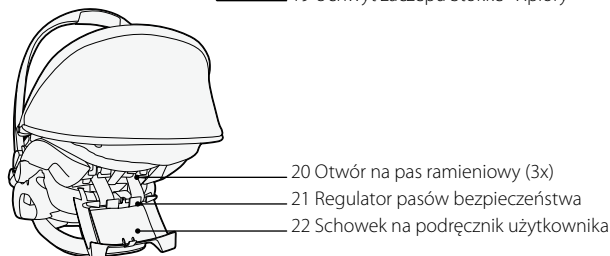 20 Otwór na pas ramieniowy (3x)
21 Regulator pasów bezpieczeństwa
22 Schowek na podręcznik użytkownika